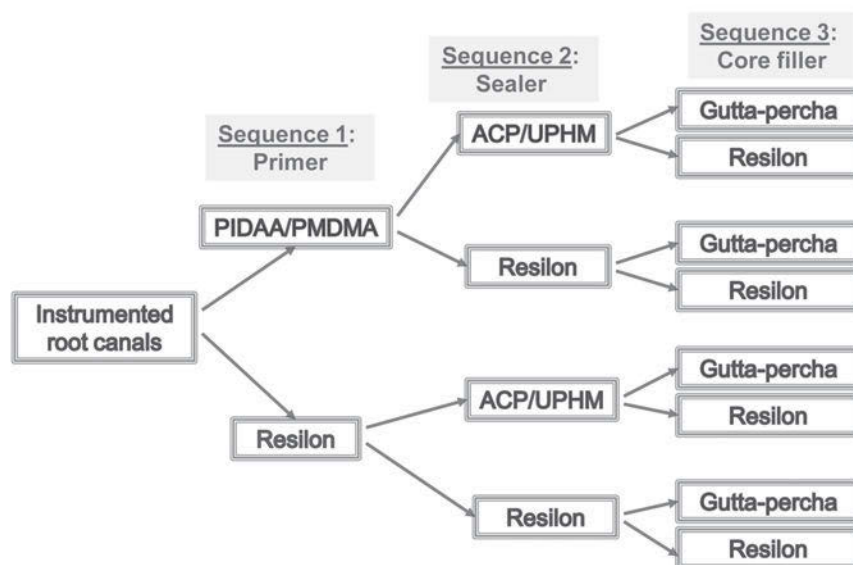 Sequence 1:
Primer
Sequence 2:
Sealer
Sequence 3:
Core filler
Instrumented
root canals
PIDAA/PMDMA
ACP/UPHM
Gutta-percha
Resilon
Resilon
Gutta-percha
Resilon
Resilon
ACP/UPHM
Gutta-percha
Resilon
Resilon
Gutta-percha
Resilon